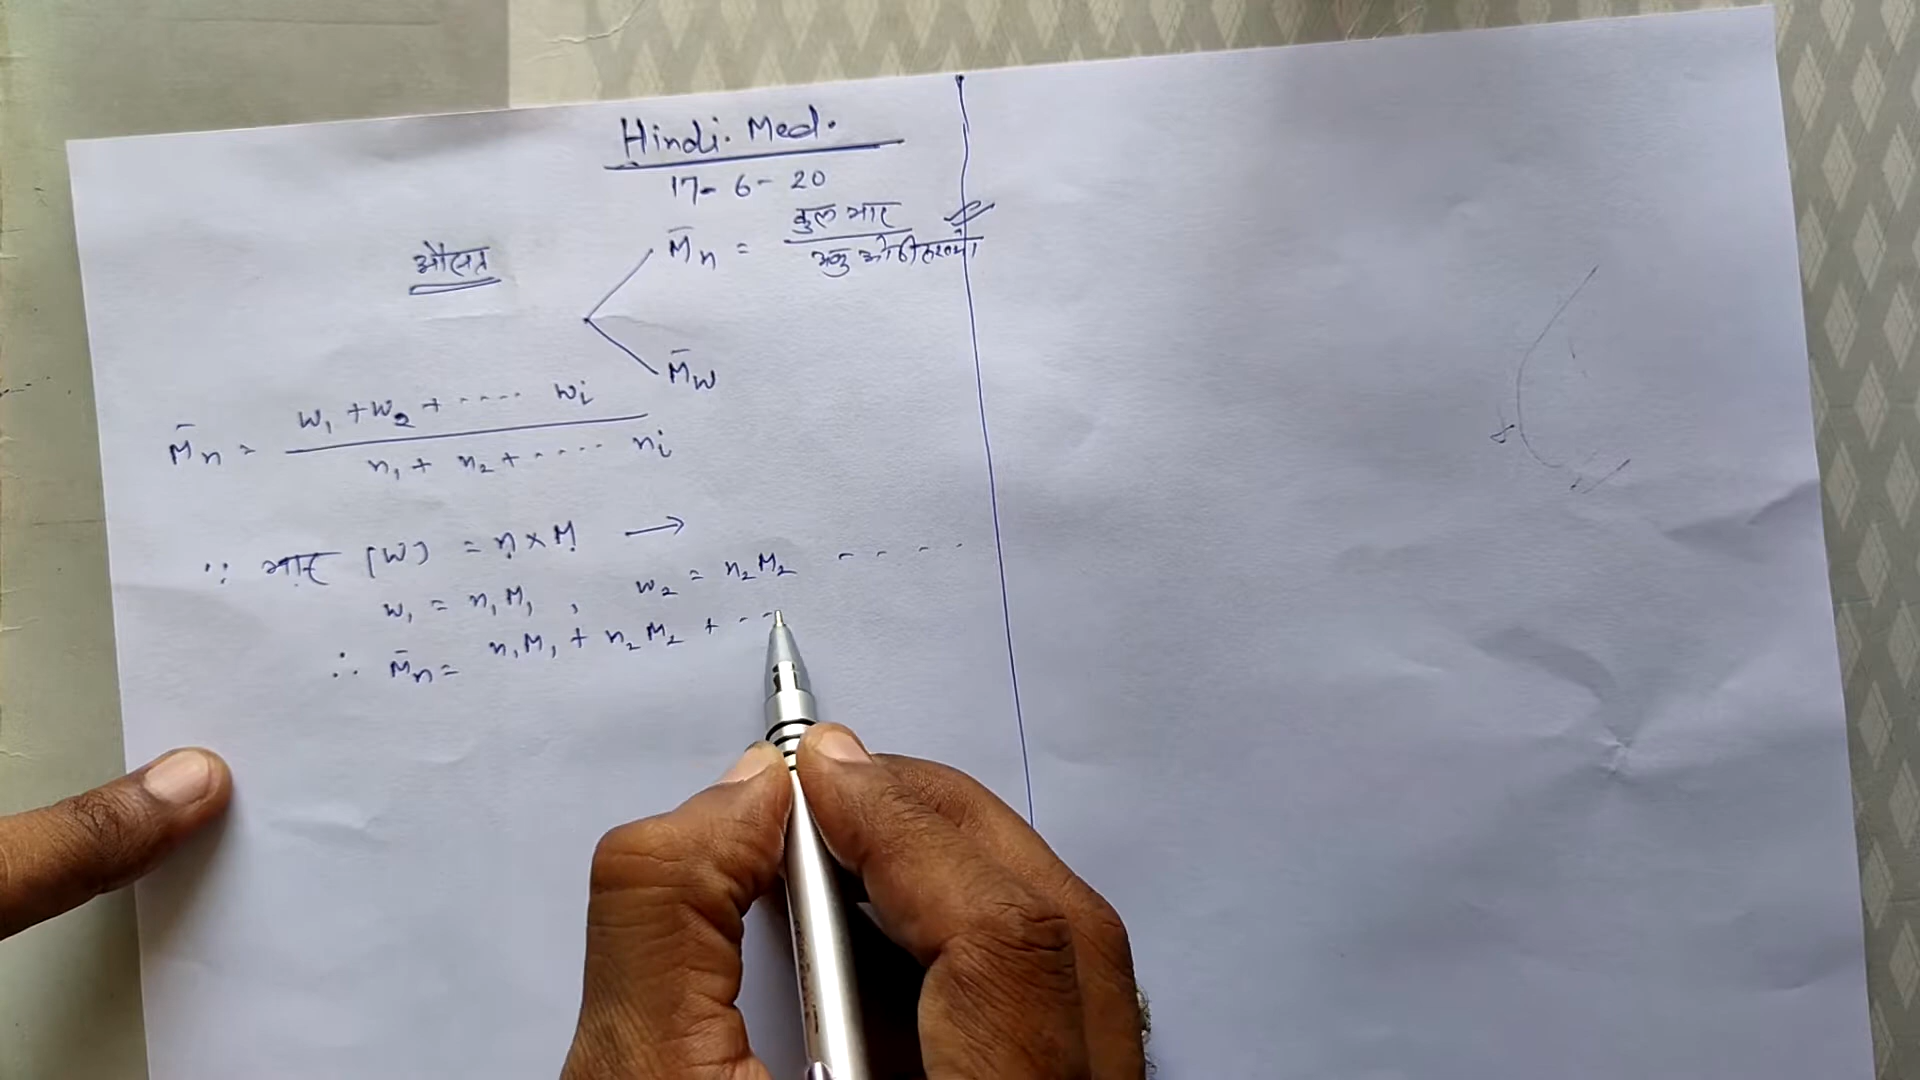 Hindi. Med.
17-6-20
औसत
M̄n = कुल भार / अणुओं की संख्या
M̄w
M̄n = w₁ + w₂ + ..... wi / n₁ + n₂ + ..... ni
∵ भार (W) = n × M →
w₁ = n₁M₁ , w₂ = n₂M₂ - - - -
∴ M̄n = n₁M₁ + n₂M₂ + - -